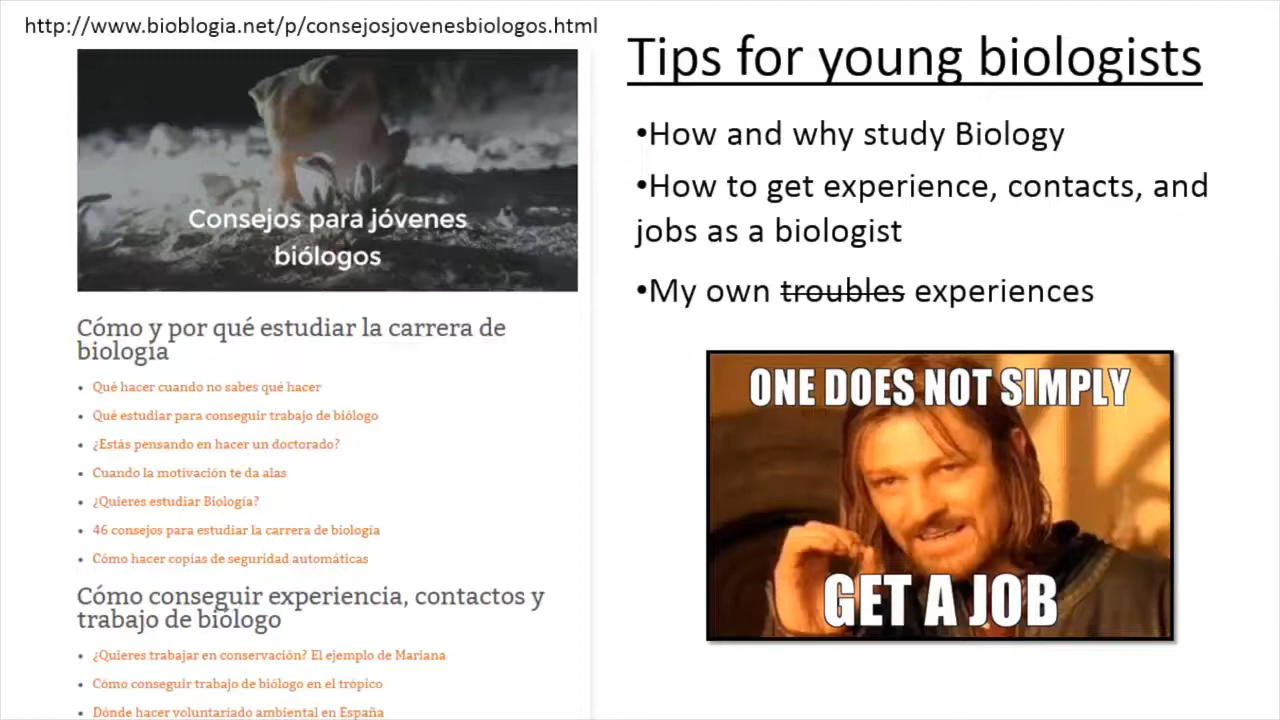 http://www.bioblogia.net/p/consejosjovenesbiologos.html
Consejos para jóvenes
biólogos
Cómo y por qué estudiar la carrera de
biología
• Qué hacer cuando no sabes qué hacer
• Qué estudiar para conseguir trabajo de biólogo
• ¿Estás pensando en hacer un doctorado?
• Cuando la motivación te da alas
• ¿Quieres estudiar Biología?
• 46 consejos para estudiar la carrera de biología
• Cómo hacer copias de seguridad automáticas
Cómo conseguir experiencia, contactos y
trabajo de biólogo
• ¿Quieres trabajar en conservación? El ejemplo de Mariana
• Cómo conseguir trabajo de biólogo en el trópico
• Dónde hacer voluntariado ambiental en España
Tips for young biologists
•How and why study Biology
•How to get experience, contacts, and
jobs as a biologist
•My own troubles experiences
ONE DOES NOT SIMPLY
GET A JOB